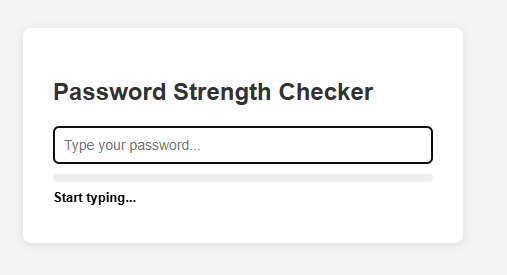 Password Strength Checker
Type your password...
Start typing...